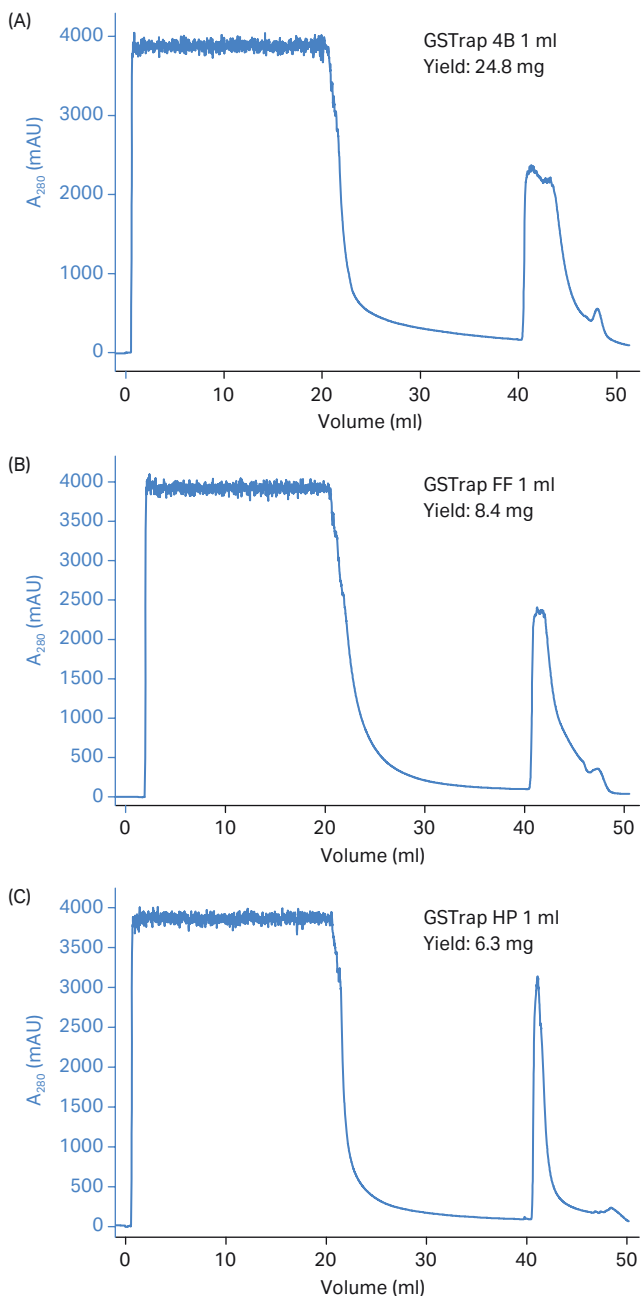 (A)
GSTrap 4B 1 ml
Yield: 24.8 mg
A280 (mAU)
4000
3000
2000
1000
0
0 10 20 30 40 50
Volume (ml)
(B)
GSTrap FF 1 ml
Yield: 8.4 mg
A280 (mAU)
4000
3500
3000
2500
2000
1500
1000
500
0
0 10 20 30 40 50
Volume (ml)
(C)
GSTrap HP 1 ml
Yield: 6.3 mg
A280 (mAU)
4000
3500
3000
2500
2000
1500
1000
500
0
0 10 20 30 40 50
Volume (ml)